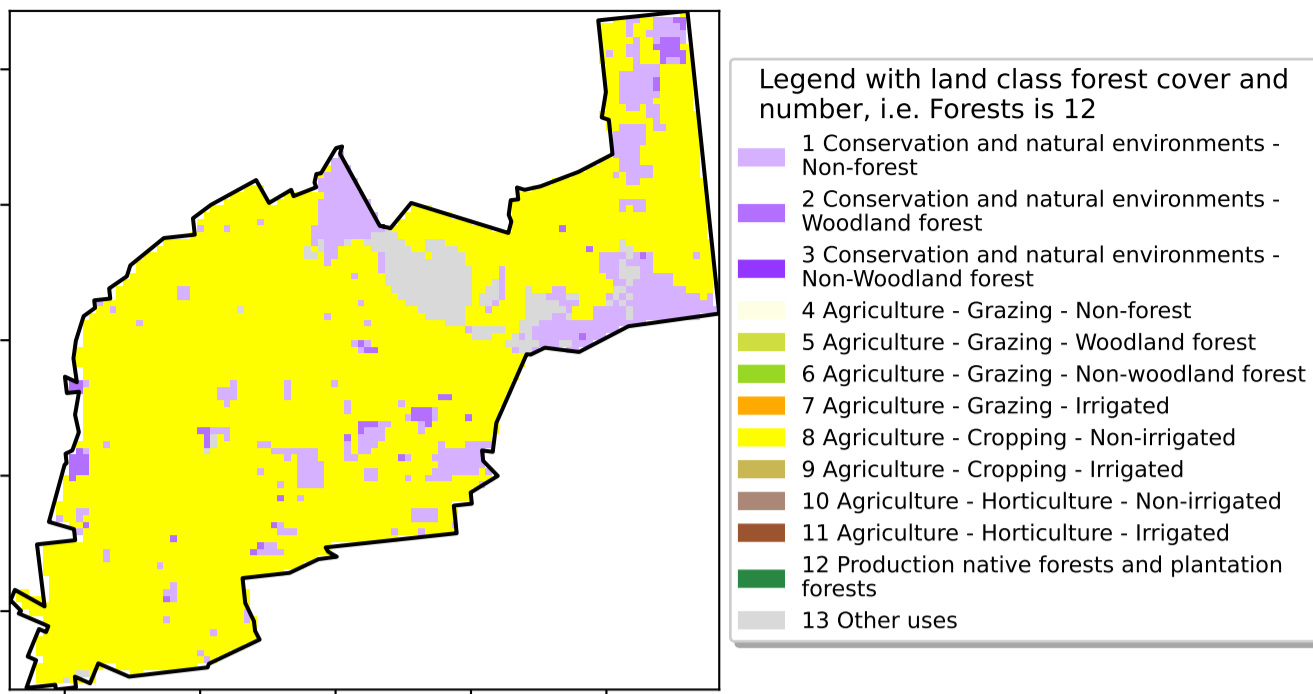 Legend with land class forest cover and
number, i.e. Forests is 12
1 Conservation and natural environments -
Non-forest
2 Conservation and natural environments -
Woodland forest
3 Conservation and natural environments -
Non-Woodland forest
4 Agriculture - Grazing - Non-forest
5 Agriculture - Grazing - Woodland forest
6 Agriculture - Grazing - Non-woodland forest
7 Agriculture - Grazing - Irrigated
8 Agriculture - Cropping - Non-irrigated
9 Agriculture - Cropping - Irrigated
10 Agriculture - Horticulture - Non-irrigated
11 Agriculture - Horticulture - Irrigated
12 Production native forests and plantation
forests
13 Other uses